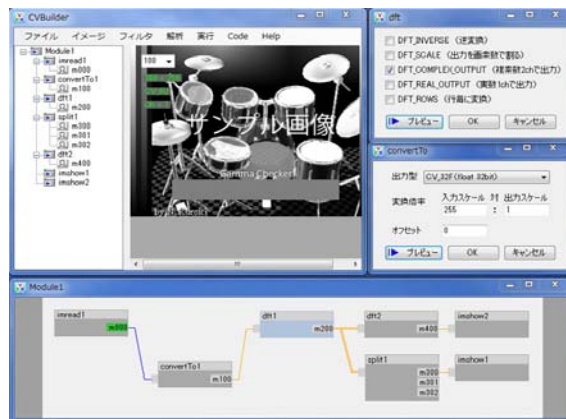 CVBuilder
ファイル イメージ フィルタ 解析 実行 Code Help
Module1
imread1
m000
convertTo1
m100
dft1
m200
split1
m300
m301
m302
dft2
m400
imshow1
imshow2
100
サンプル画像
Gamma Checker
dft
DFT_INVERSE （逆変換）
DFT_SCALE （出力を画素数で割る）
DFT_COMPLEX_OUTPUT （複素数2chで出力）
DFT_REAL_OUTPUT （実数1chで出力）
DFT_ROWS （行毎に変換）
プレビュー OK キャンセル
convertTo
出力型 CV_32F(float 32bit)
変換倍率 入力スケール 対 出力スケール
255 : 1
オフセット 0
プレビュー OK キャンセル
Module1
imread1
m000
convertTo1
m100
dft1
m200
dft2
m400
imshow2
split1
m300
m301
m302
imshow1